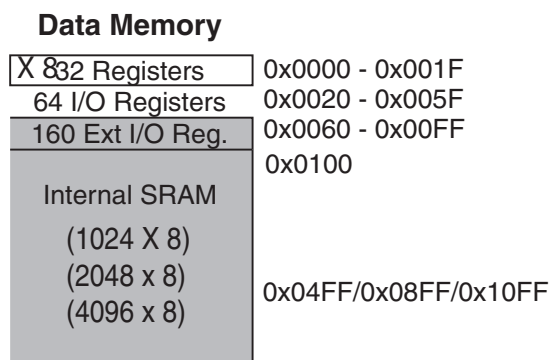 Data Memory
X 832 Registers 0x0000 - 0x001F
64 I/O Registers 0x0020 - 0x005F
160 Ext I/O Reg. 0x0060 - 0x00FF
0x0100
Internal SRAM
(1024 X 8)
(2048 x 8)
(4096 x 8) 0x04FF/0x08FF/0x10FF